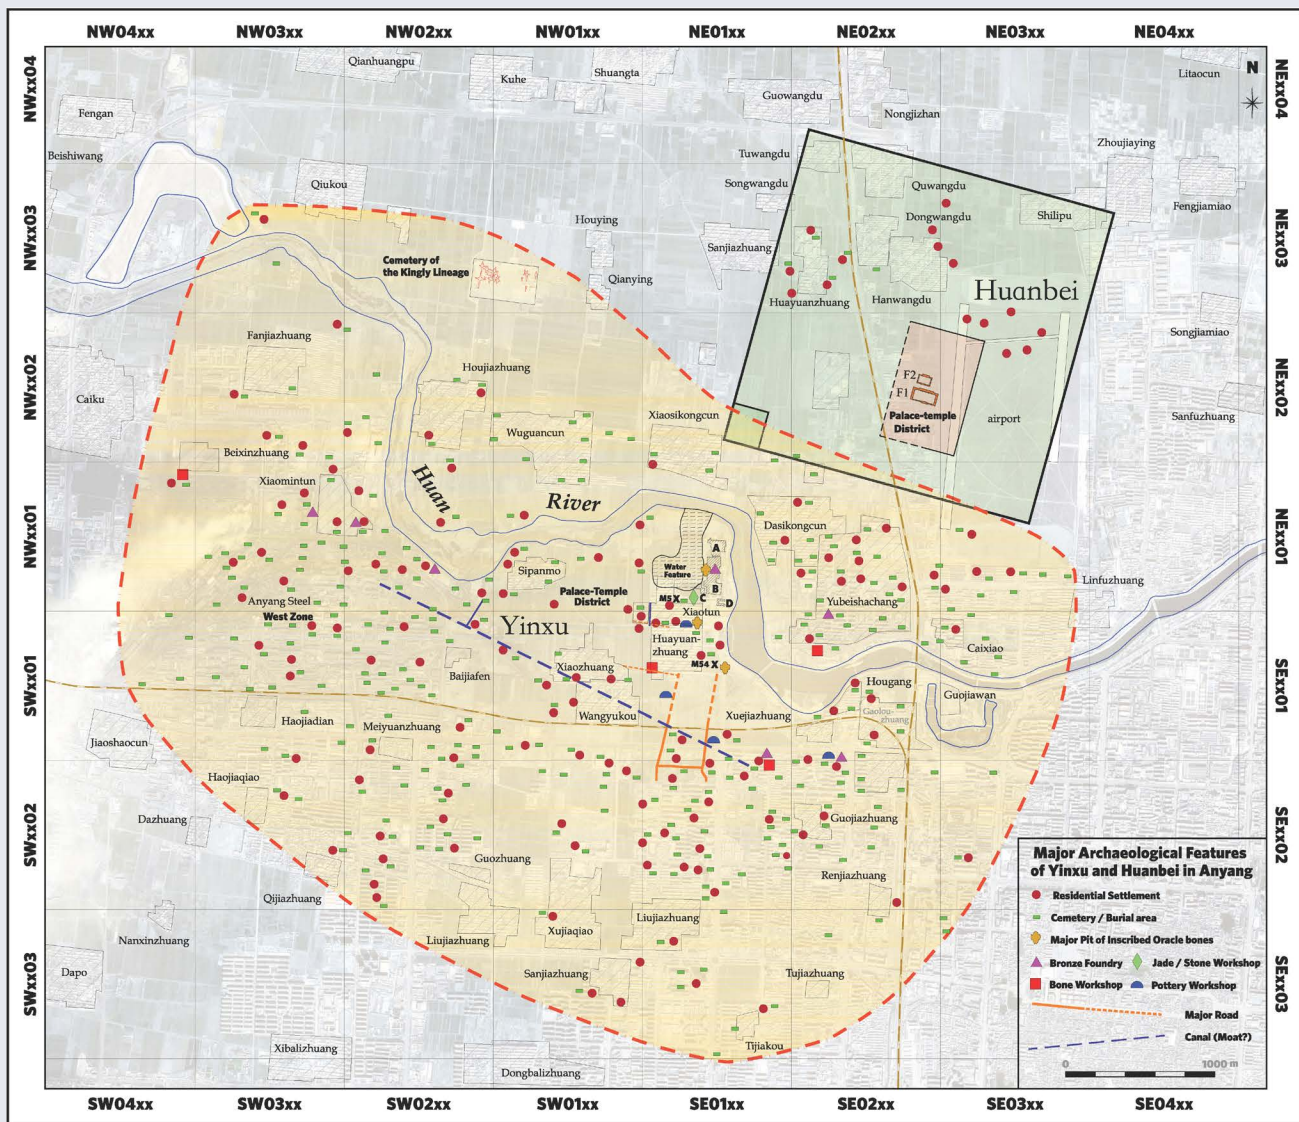 NW04xx NW03xx NW02xx NW01xx NE01xx NE02xx NE03xx NE04xx
NWxx04
NWxx03
NWxx02
NWxx01
SWxx01
SWxx02
SWxx03
NExx04
NExx03
NExx02
NExx01
SExx01
SExx02
SExx03
N
Qianhuangpu
Kuhe
Shuangta
Guowangdu
Nongjizhan
Litaocun
Fengan
Beishiwang
Qiukou
Tuwangdu
Songwangdu
Zhoujiaying
Quwangdu
Dongwangdu
Shilipu
Fengjiamiao
Houying
Sanjiazhuang
Cemetery of
the Kingly Lineage
Qianying
Huayuanzhuang
Hanwangdu
Huanbei
Songjiamiao
Fanjiazhuang
Houjiazhuang
F2
F1
Palace-temple
District
airport
Caiku
Sanfuzhuang
Xiaosikongcun
Wuguancun
Beixinzhuang
Xiaomintun
Huan
River
Dasikongcun
A
Water
Feature
B
Sipanmo
Linfuzhuang
Palace-Temple
District
M5 X
C
D
Anyang Steel
West Zone
Xiaotun
Yubeishachang
Yinxu
Huayuan-
zhuang
M54 X
Caixiao
Xiaozhuang
Baijiafen
Hougang
Guojiawan
Gaolou-
zhuang
Haojiadian
Meiyuanzhuang
Wangyukou
Xuejiazhuang
Jiaoshaocun
Haojiaqiao
Dazhuang
Guojiazhuang
Guozhuang
Renjiazhuang
Qijiazhuang
Liujiazhuang
Xujiaqiao
Nanxinzhuang
Liujiazhuang
Dapo
Sanjiazhuang
Tujiazhuang
Tijiakou
Xibalizhuang
Dongbalizhuang
Major Archaeological Features
of Yinxu and Huanbei in Anyang
Residential Settlement
Cemetery / Burial area
Major Pit of Inscribed Oracle bones
Bronze Foundry
Jade / Stone Workshop
Bone Workshop
Pottery Workshop
Major Road
Canal (Moat?)
0 1000 m
SW04xx SW03xx SW02xx SW01xx SE01xx SE02xx SE03xx SE04xx